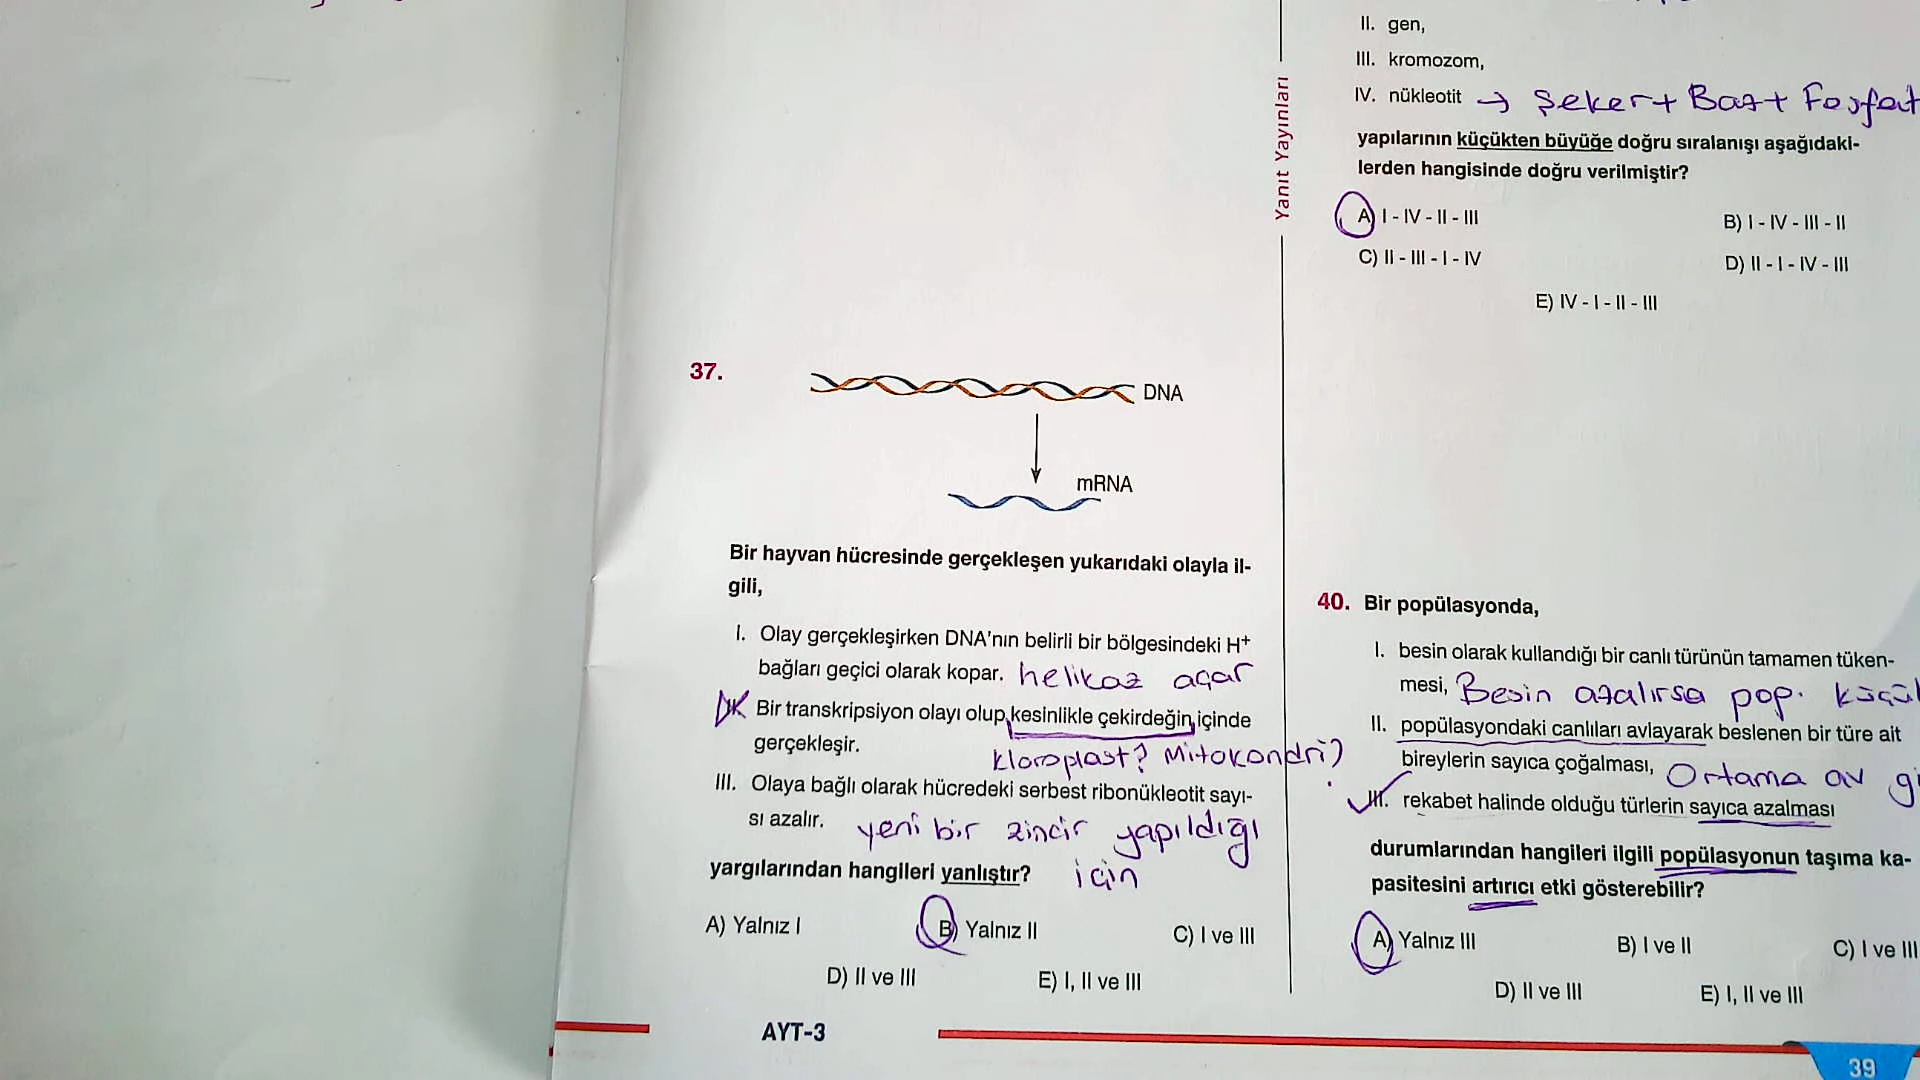 37.
DNA
mRNA
Bir hayvan hücresinde gerçekleşen yukarıdaki olayla il-
gili,
I. Olay gerçekleşirken DNA'nın belirli bir bölgesindeki H+
bağları geçici olarak kopar. helikaz açar
II. Bir transkripsiyon olayı olup kesinlikle çekirdeğin içinde
gerçekleşir.
kloroplast? Mitokondri?
III. Olaya bağlı olarak hücredeki serbest ribonükleotit sayı-
sı azalır. yeni bir zincir yapıldığı
için
yargılarından hangileri yanlıştır?
A) Yalnız I
B) Yalnız II
C) I ve III
D) II ve III
E) I, II ve III
AYT-3
Yanıt Yayınları
II. gen,
III. kromozom,
IV. nükleotit → Şeker + Baz + Fosfat
yapılarının küçükten büyüğe doğru sıralanışı aşağıdaki-
lerden hangisinde doğru verilmiştir?
A) I - IV - II - III
B) I - IV - III - II
C) II - III - I - IV
D) II - I - IV - III
E) IV - I - II - III
40. Bir popülasyonda,
I. besin olarak kullandığı bir canlı türünün tamamen tüken-
mesi, Besin azalırsa pop.
II. popülasyondaki canlıları avlayarak beslenen bir türe ait
bireylerin sayıca çoğalması, Ortama av
III. rekabet halinde olduğu türlerin sayıca azalması
durumlarından hangileri ilgili popülasyonun taşıma ka-
pasitesini artırıcı etki gösterebilir?
A) Yalnız III
B) I ve II
C) I ve III
D) II ve III
E) I, II ve III
39